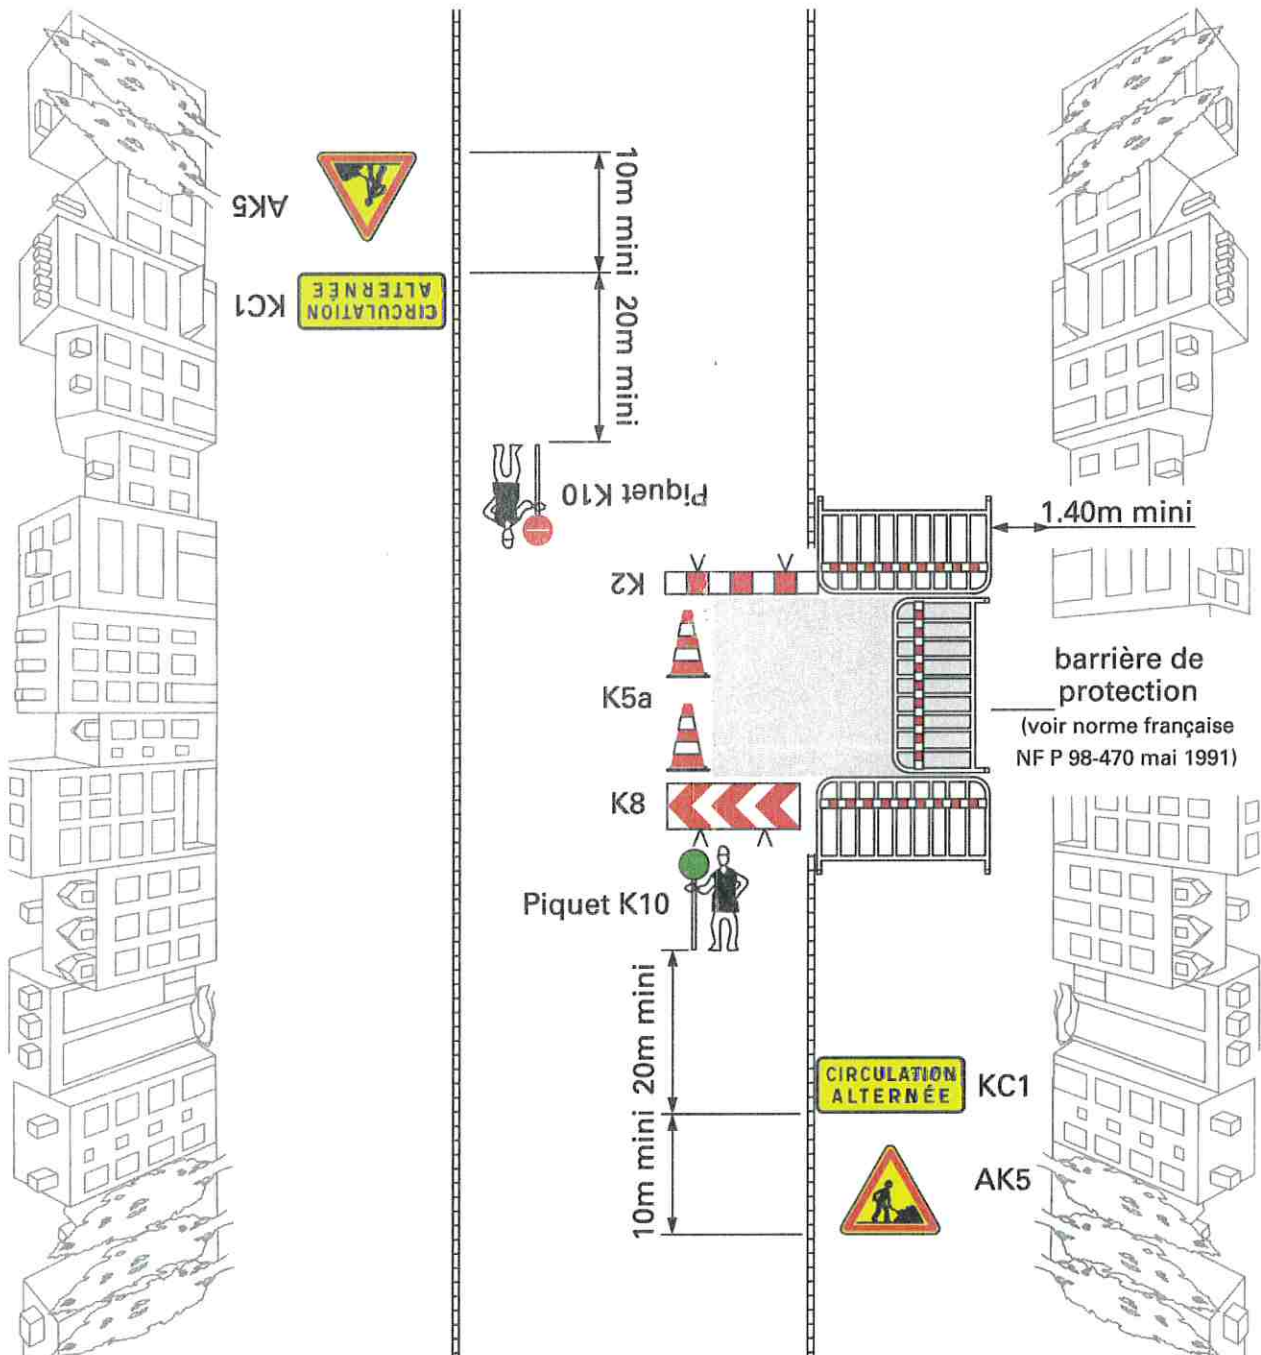 AK5
10m mini
CIRCULATION
ALTERNÉE
KC1
20m mini
Piquet K10
1.40m mini
K2
K5a
barrière de
protection
(voir norme française
NF P 98-470 mai 1991)
K8
Piquet K10
20m mini
CIRCULATION
ALTERNÉE
KC1
10m mini
AK5